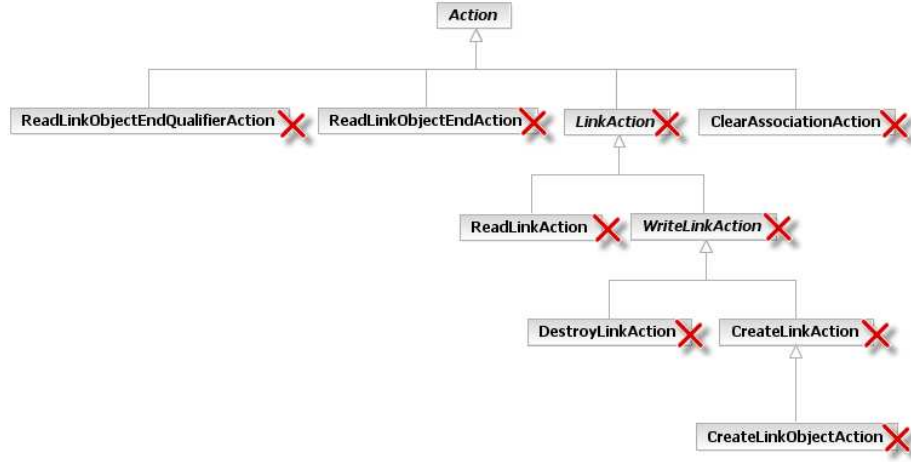 Action
ReadLinkObjectEndQualifierAction
ReadLinkObjectEndAction
LinkAction
ClearAssociationAction
ReadLinkAction
WriteLinkAction
DestroyLinkAction
CreateLinkAction
CreateLinkObjectAction